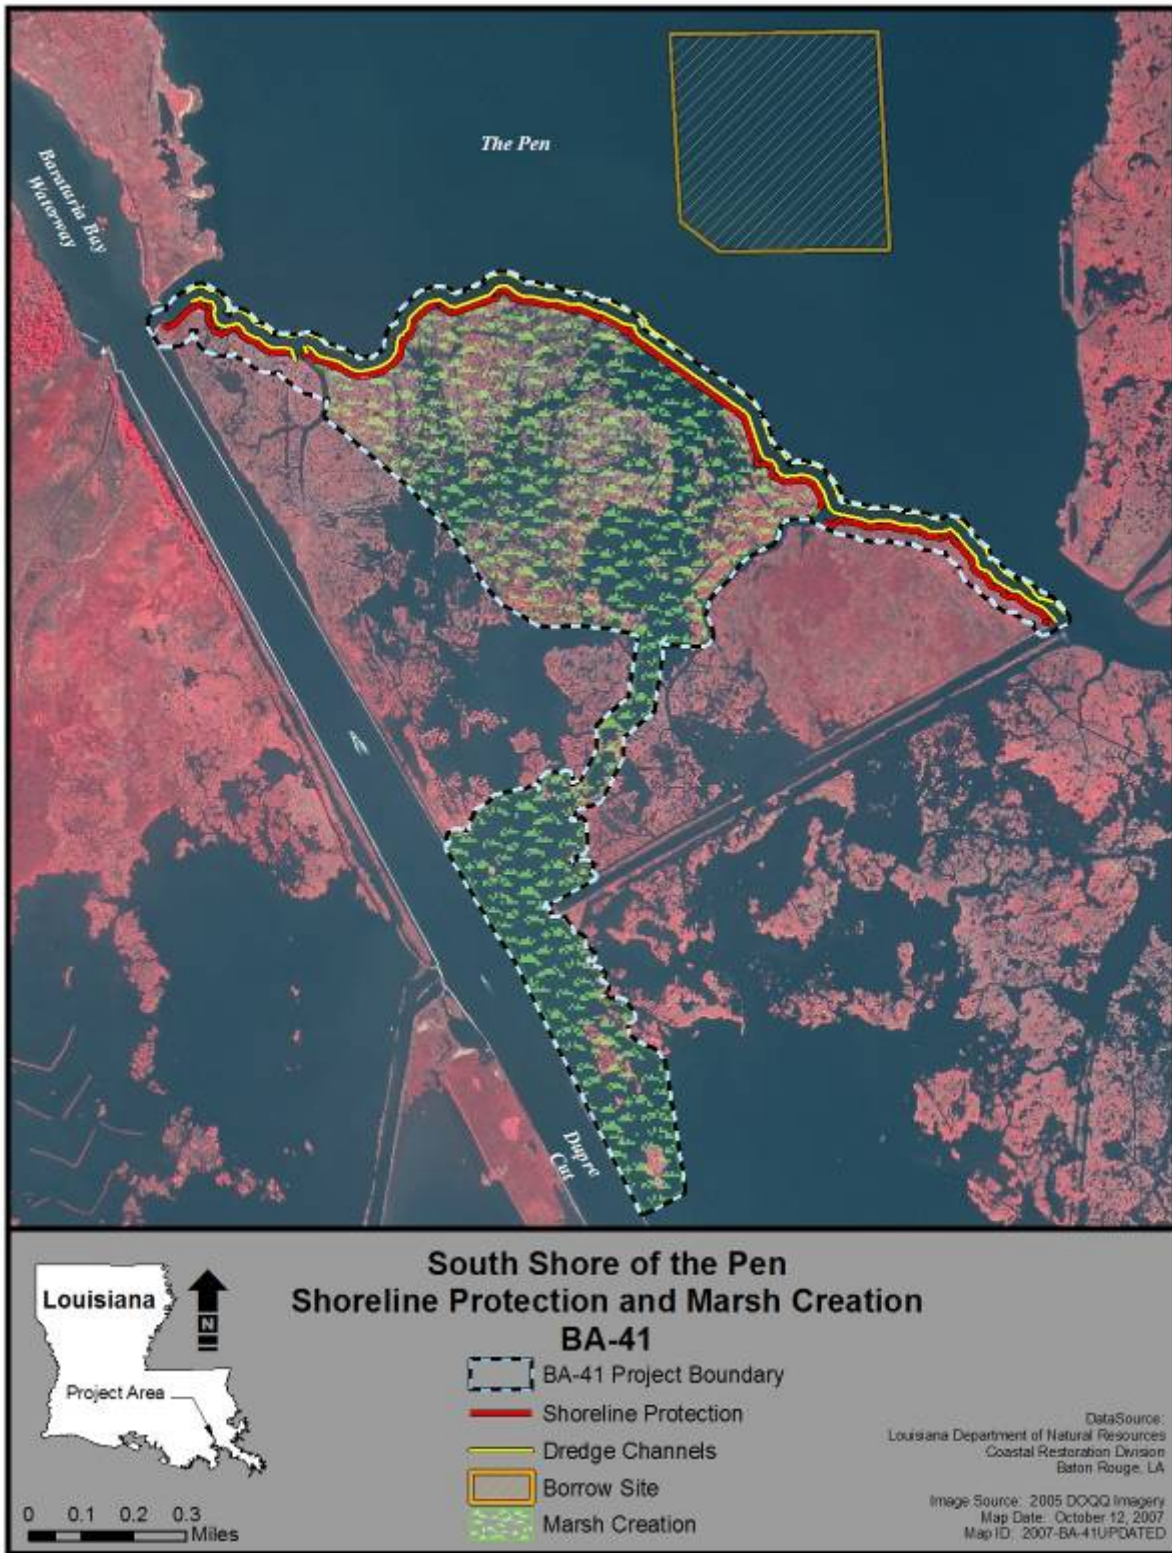 The Pen
Barataria Bay
Waterway
Dupre
Cut
South Shore of the Pen
Shoreline Protection and Marsh Creation
BA-41
Louisiana
N
Project Area
0 0.1 0.2 0.3
Miles
BA-41 Project Boundary
Shoreline Protection
Dredge Channels
Borrow Site
Marsh Creation
DataSource:
Louisiana Department of Natural Resources
Coastal Restoration Division
Baton Rouge, LA
Image Source: 2005 DOQQ Imagery
Map Date: October 12, 2007
Map ID: 2007-BA-41UPDATED